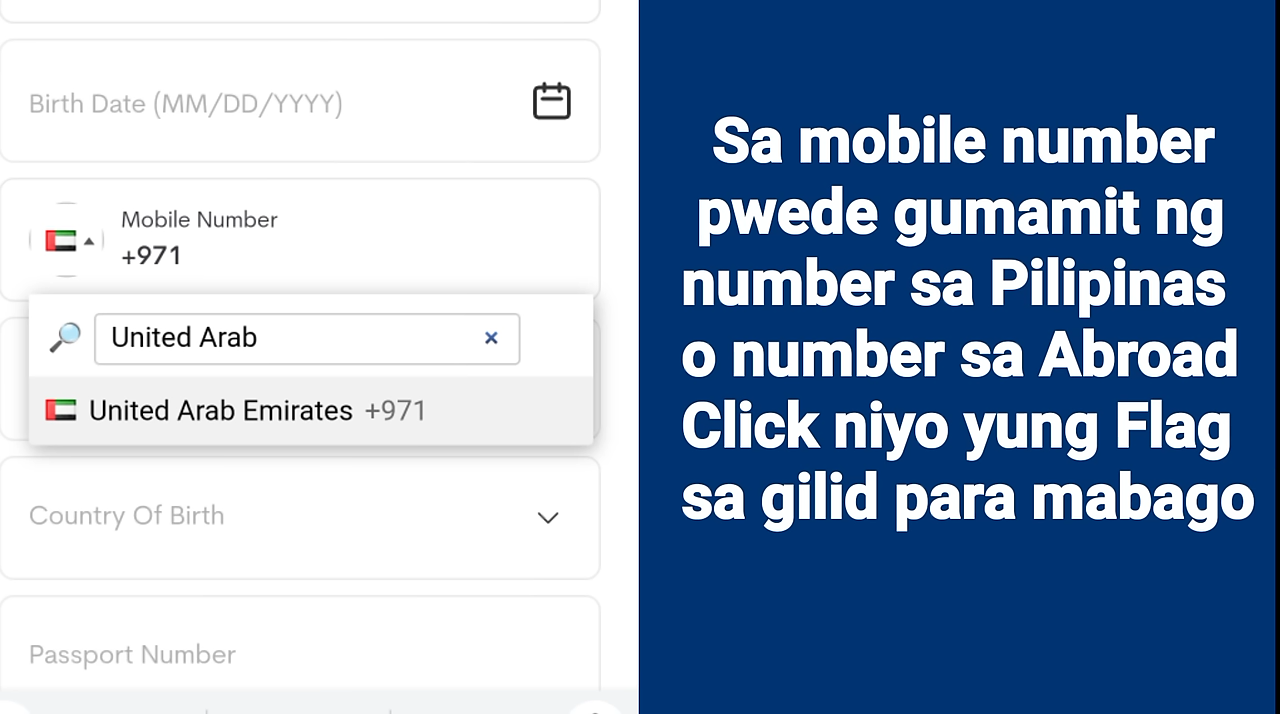 Birth Date (MM/DD/YYYY)
Mobile Number
+971
United Arab
United Arab Emirates +971
Country Of Birth
Passport Number
Sa mobile number
pwede gumamit ng
number sa Pilipinas
o number sa Abroad
Click niyo yung Flag
sa gilid para mabago